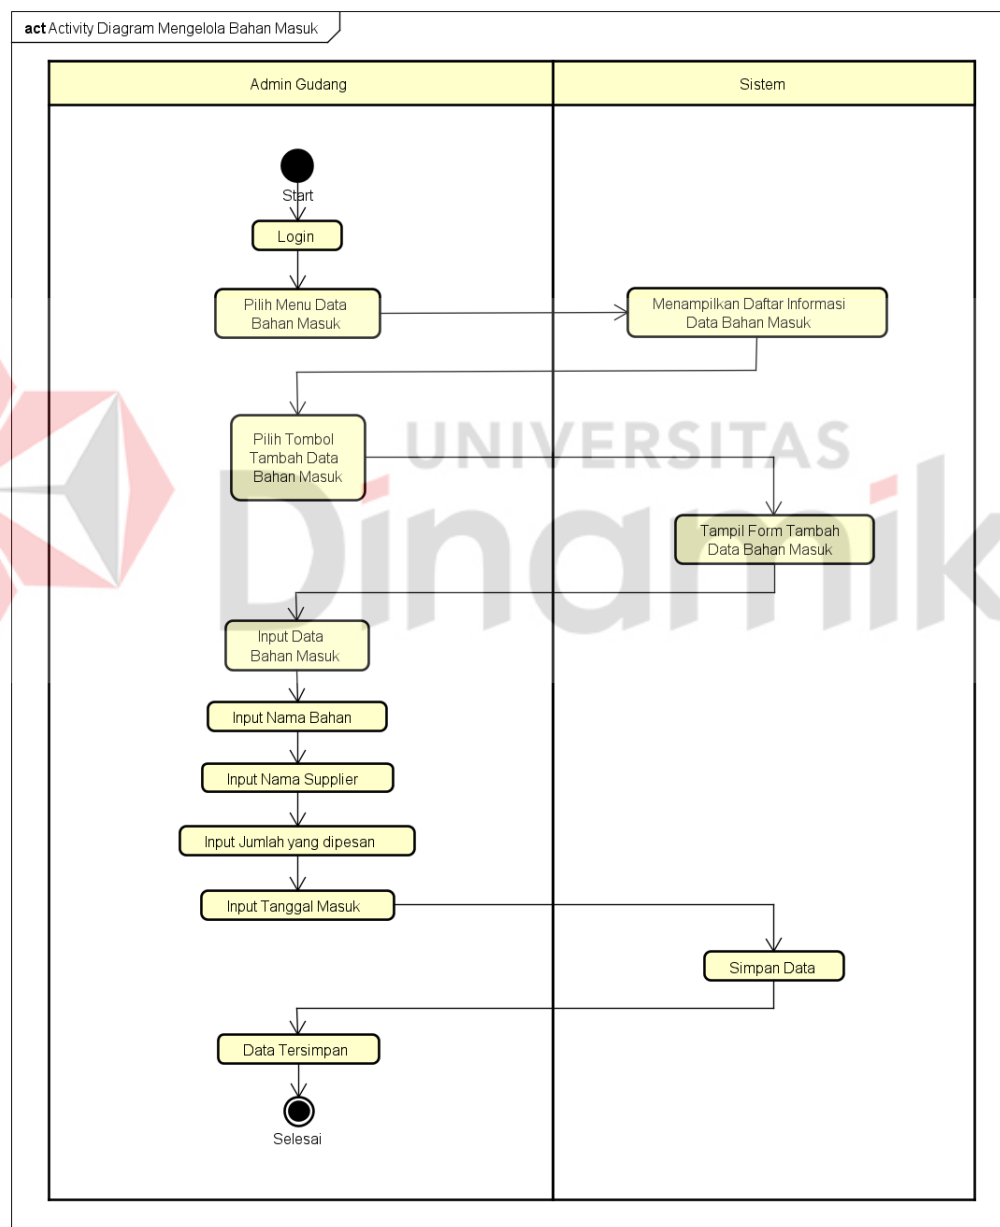 act Activity Diagram Mengelola Bahan Masuk
Admin Gudang
Sistem
Start
Login
Pilih Menu Data
Bahan Masuk
Menampilkan Daftar Informasi
Data Bahan Masuk
Pilih Tombol
Tambah Data
Bahan Masuk
UNIVERSITAS
Dinamik
Tampil Form Tambah
Data Bahan Masuk
Input Data
Bahan Masuk
Input Nama Bahan
Input Nama Supplier
Input Jumlah yang dipesan
Input Tanggal Masuk
Simpan Data
Data Tersimpan
Selesai